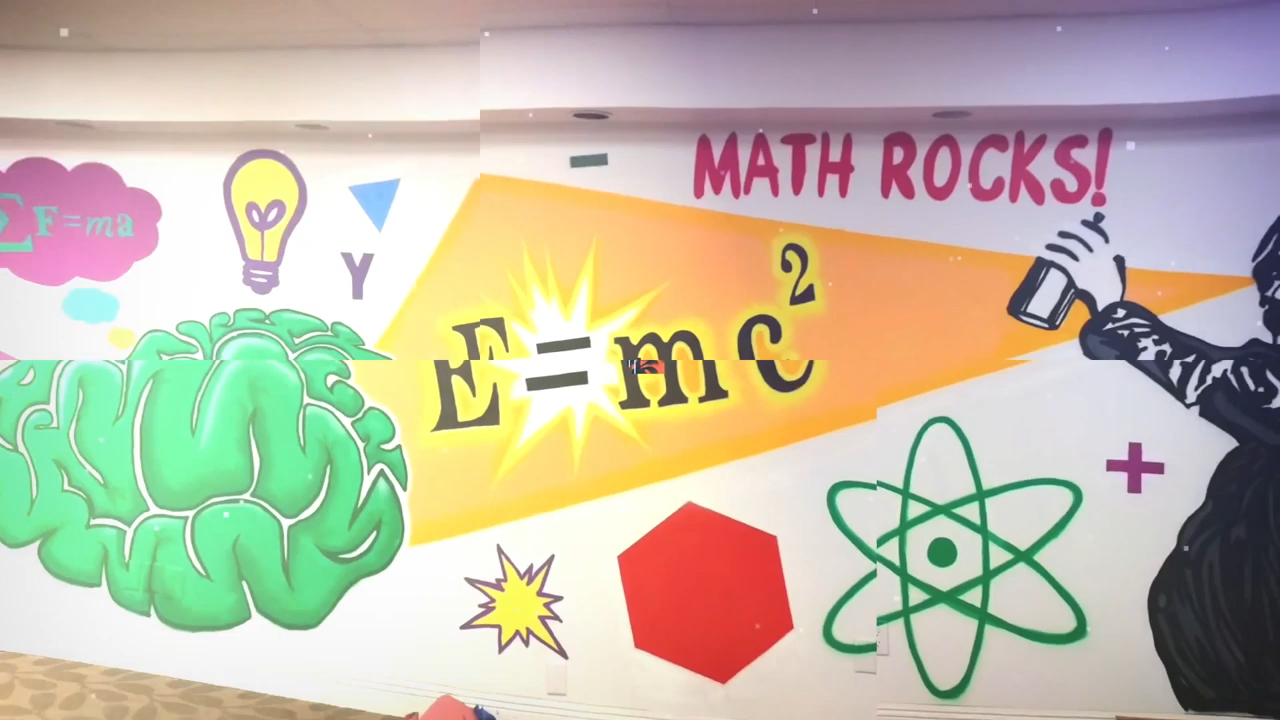 MATH ROCKS!
ΣF=ma
Y
E=mc²